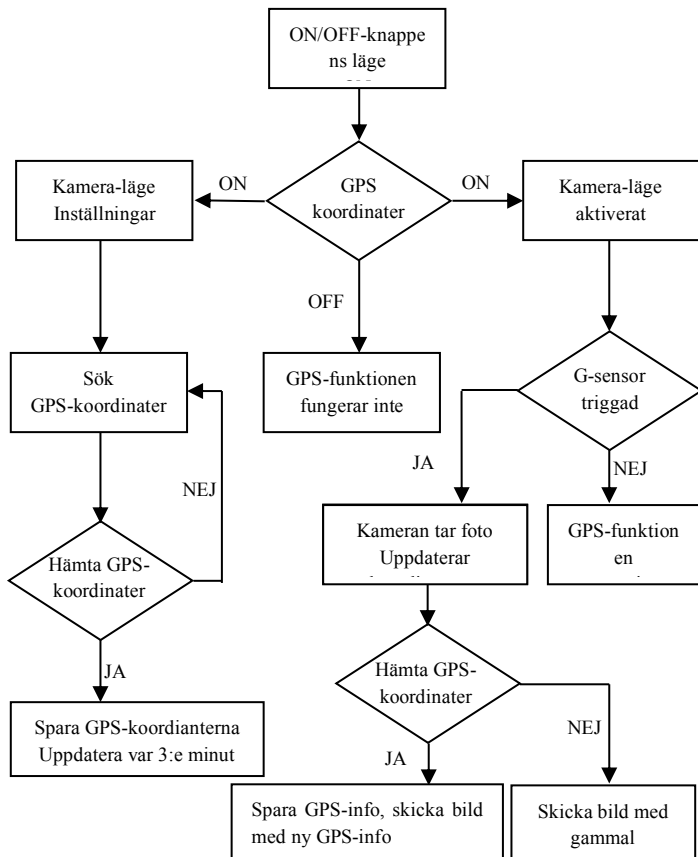 ON/OFF-knappe
ns läge
Kamera-läge
Inställningar
ON
GPS
koordinater
ON
Kamera-läge
aktiverat
OFF
Sök
GPS-koordinater
GPS-funktionen
fungerar inte
G-sensor
triggad
NEJ
JA
NEJ
Kameran tar foto
Uppdaterar
GPS-funktion
en
Hämta GPS-
koordinater
JA
Hämta GPS-
koordinater
Spara GPS-koordianterna
Uppdatera var 3:e minut
JA
NEJ
Spara GPS-info, skicka bild
med ny GPS-info
Skicka bild med
gammal